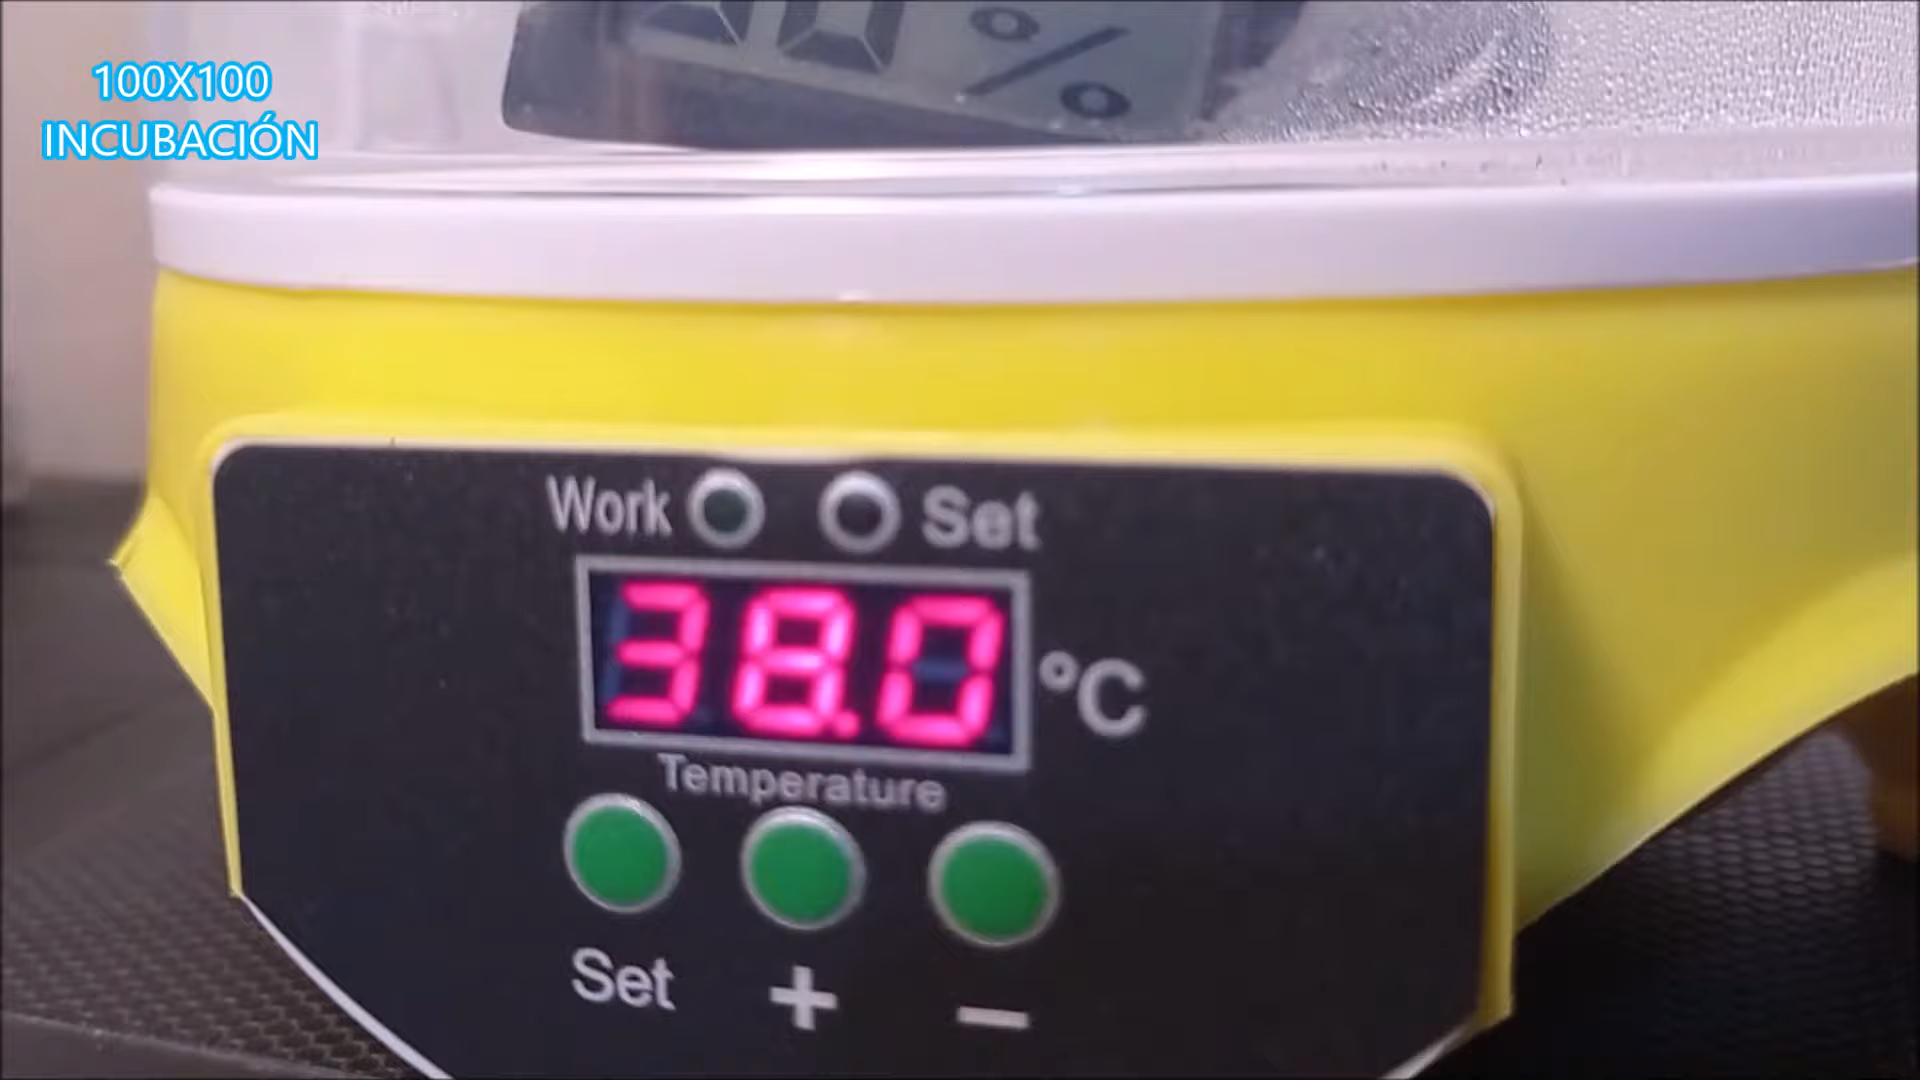 100X100
INCUBACIÓN
%
Work Set
38.0 °C
Temperature
Set + −